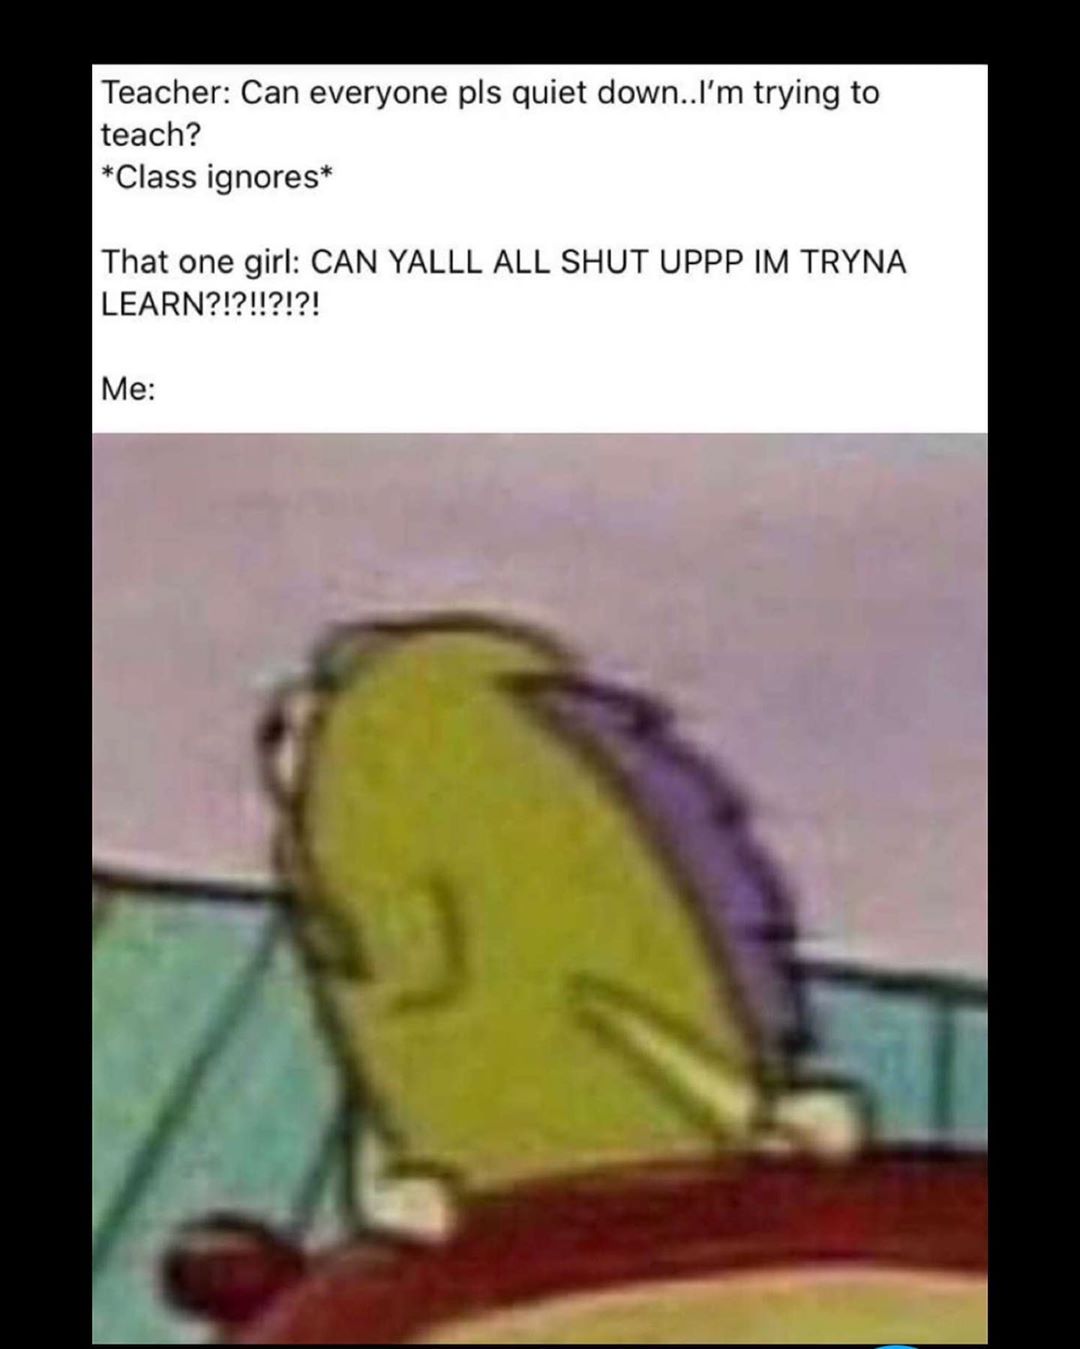 Teacher: Can everyone pls quiet down..I'm trying to
teach?
*Class ignores*
That one girl: CAN YALLL ALL SHUT UPPP IM TRYNA
LEARN?!?!!?!?!
Me: